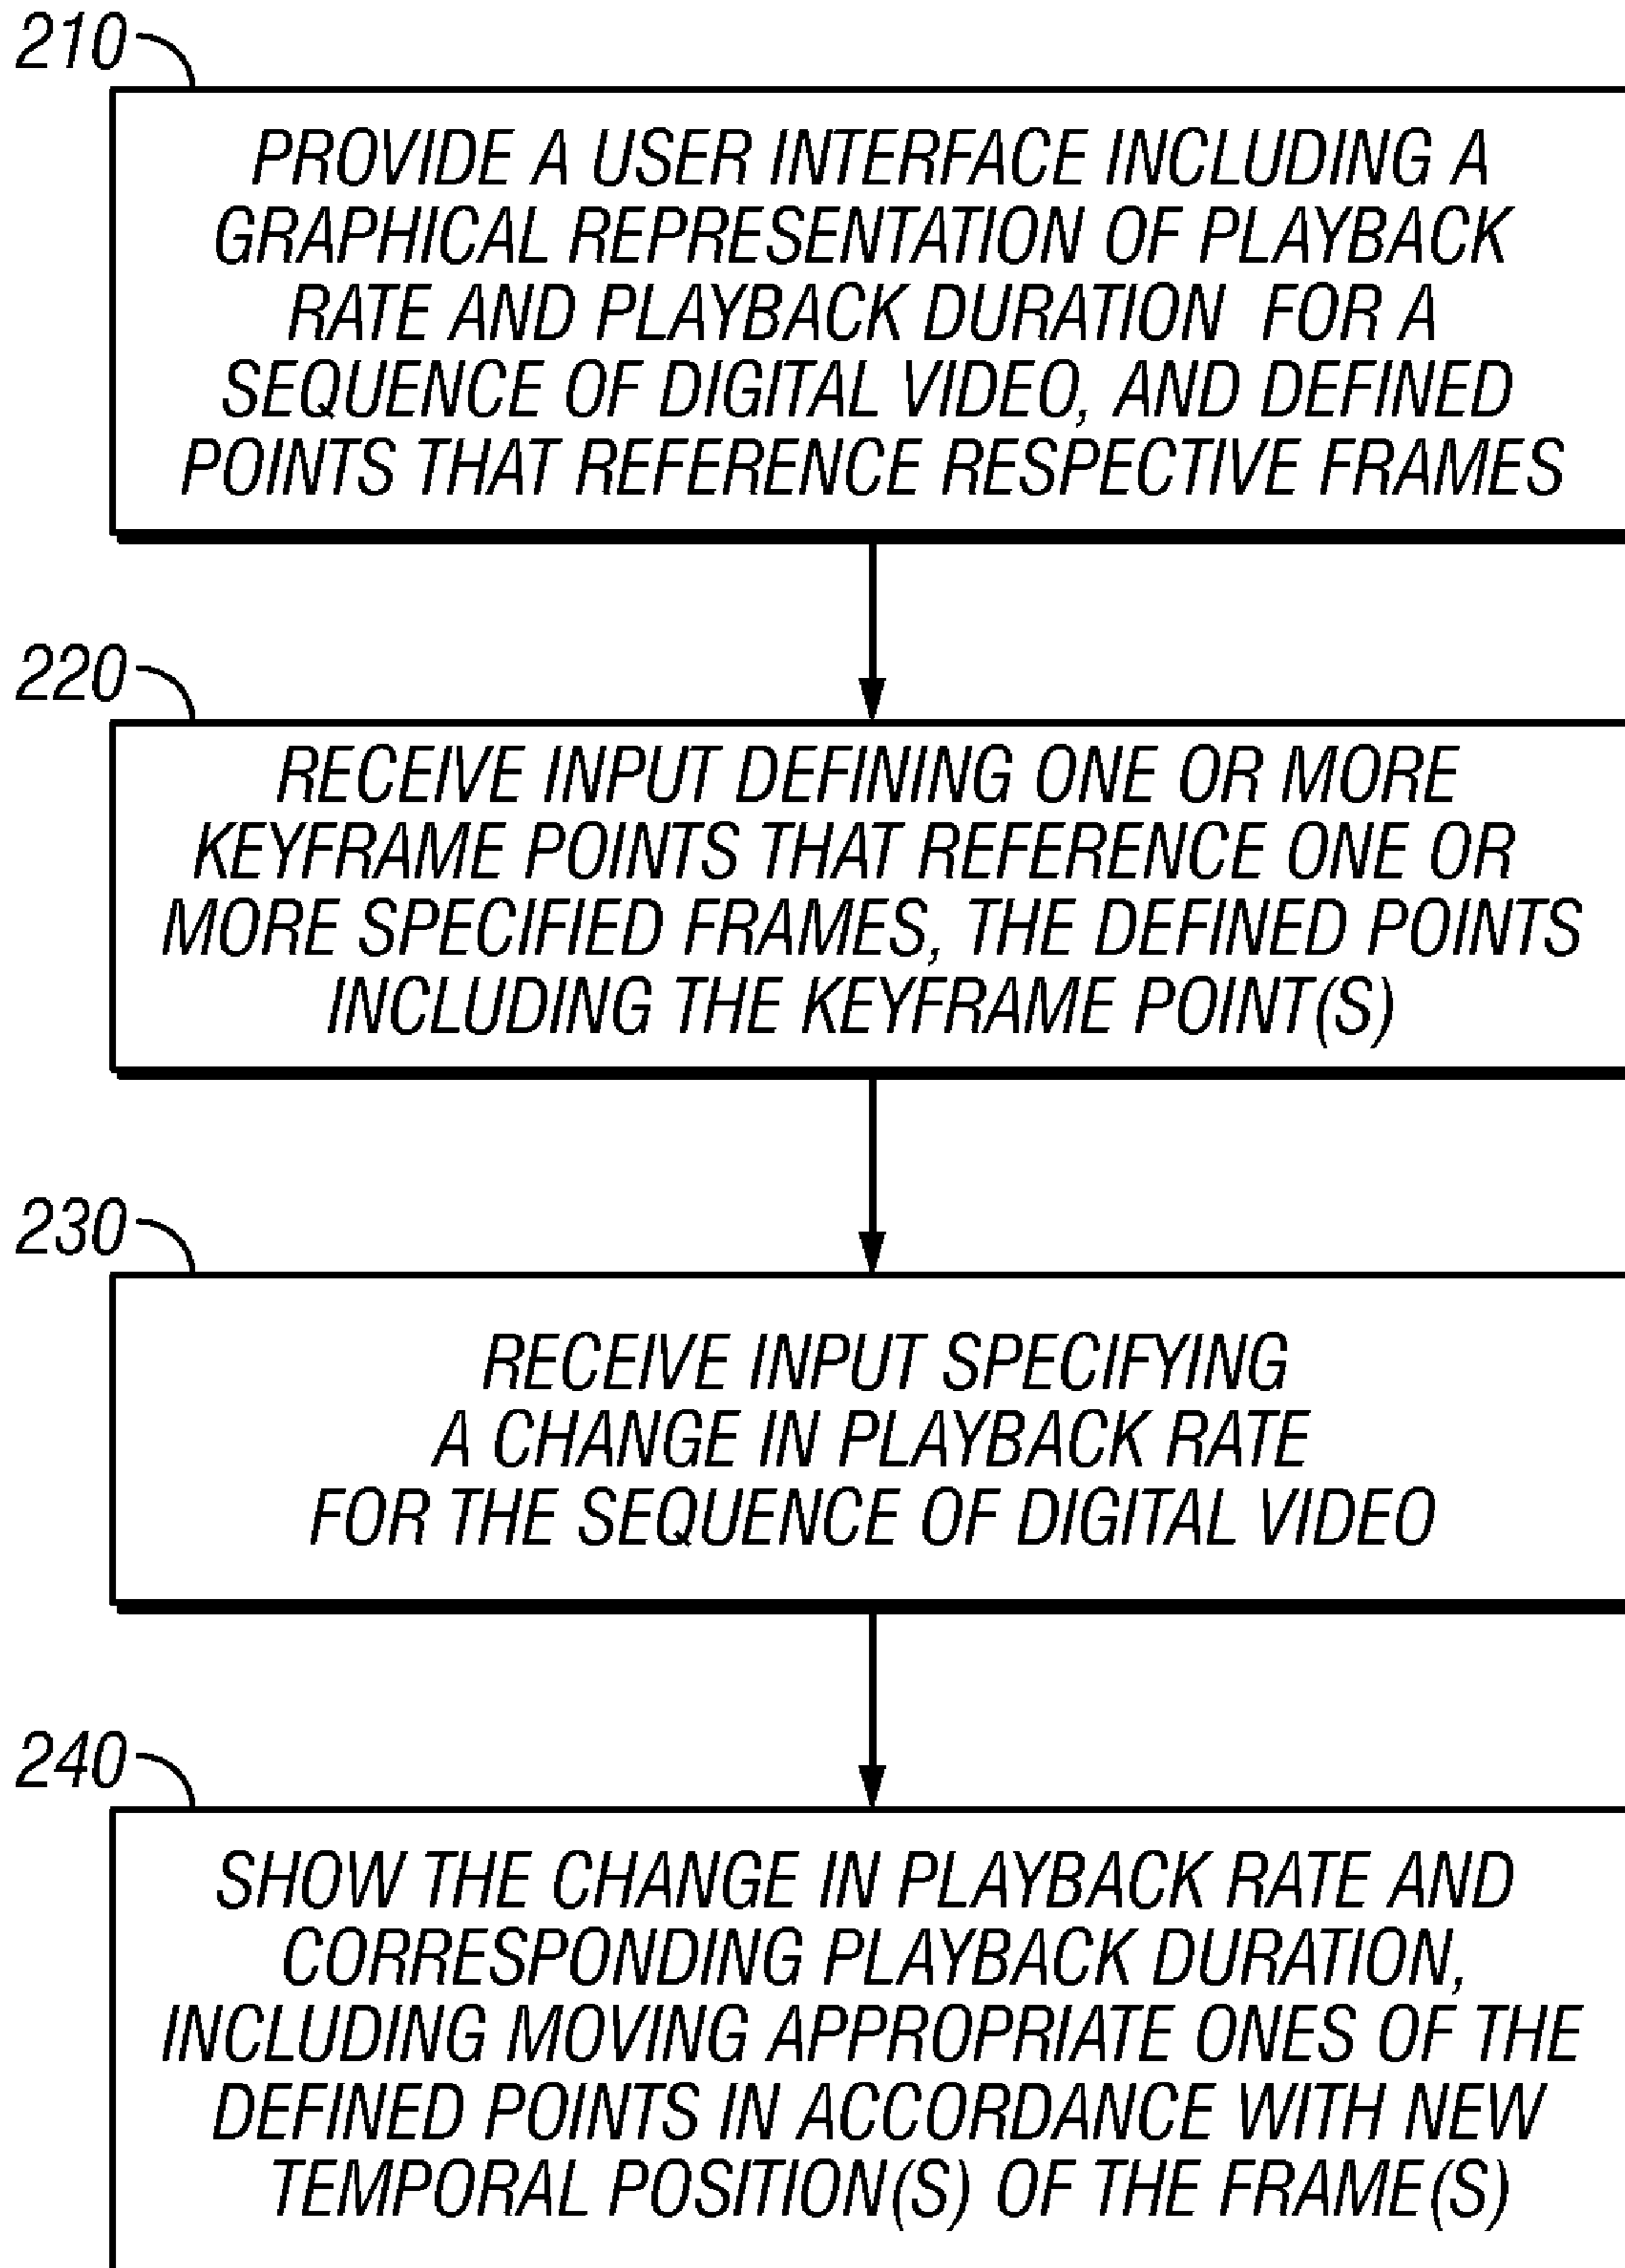 210
PROVIDE A USER INTERFACE INCLUDING A
GRAPHICAL REPRESENTATION OF PLAYBACK
RATE AND PLAYBACK DURATION FOR A
SEQUENCE OF DIGITAL VIDEO, AND DEFINED
POINTS THAT REFERENCE RESPECTIVE FRAMES
220
RECEIVE INPUT DEFINING ONE OR MORE
KEYFRAME POINTS THAT REFERENCE ONE OR
MORE SPECIFIED FRAMES, THE DEFINED POINTS
INCLUDING THE KEYFRAME POINT(S)
230
RECEIVE INPUT SPECIFYING
A CHANGE IN PLAYBACK RATE
FOR THE SEQUENCE OF DIGITAL VIDEO
240
SHOW THE CHANGE IN PLAYBACK RATE AND
CORRESPONDING PLAYBACK DURATION,
INCLUDING MOVING APPROPRIATE ONES OF THE
DEFINED POINTS IN ACCORDANCE WITH NEW
TEMPORAL POSITION(S) OF THE FRAME(S)